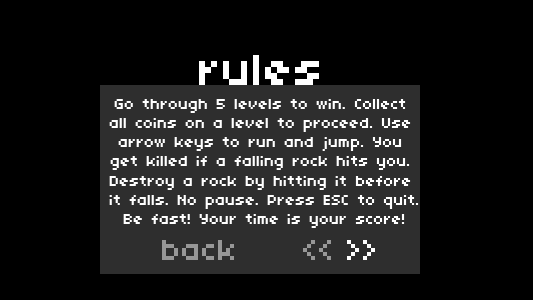 rules
Go through 5 levels to win. Collect
all coins on a level to proceed. Use
arrow keys to run and jump. You
get killed if a falling rock hits you.
Destroy a rock by hitting it before
it falls. No pause. Press ESC to quit.
Be fast! Your time is your score!
back << >>